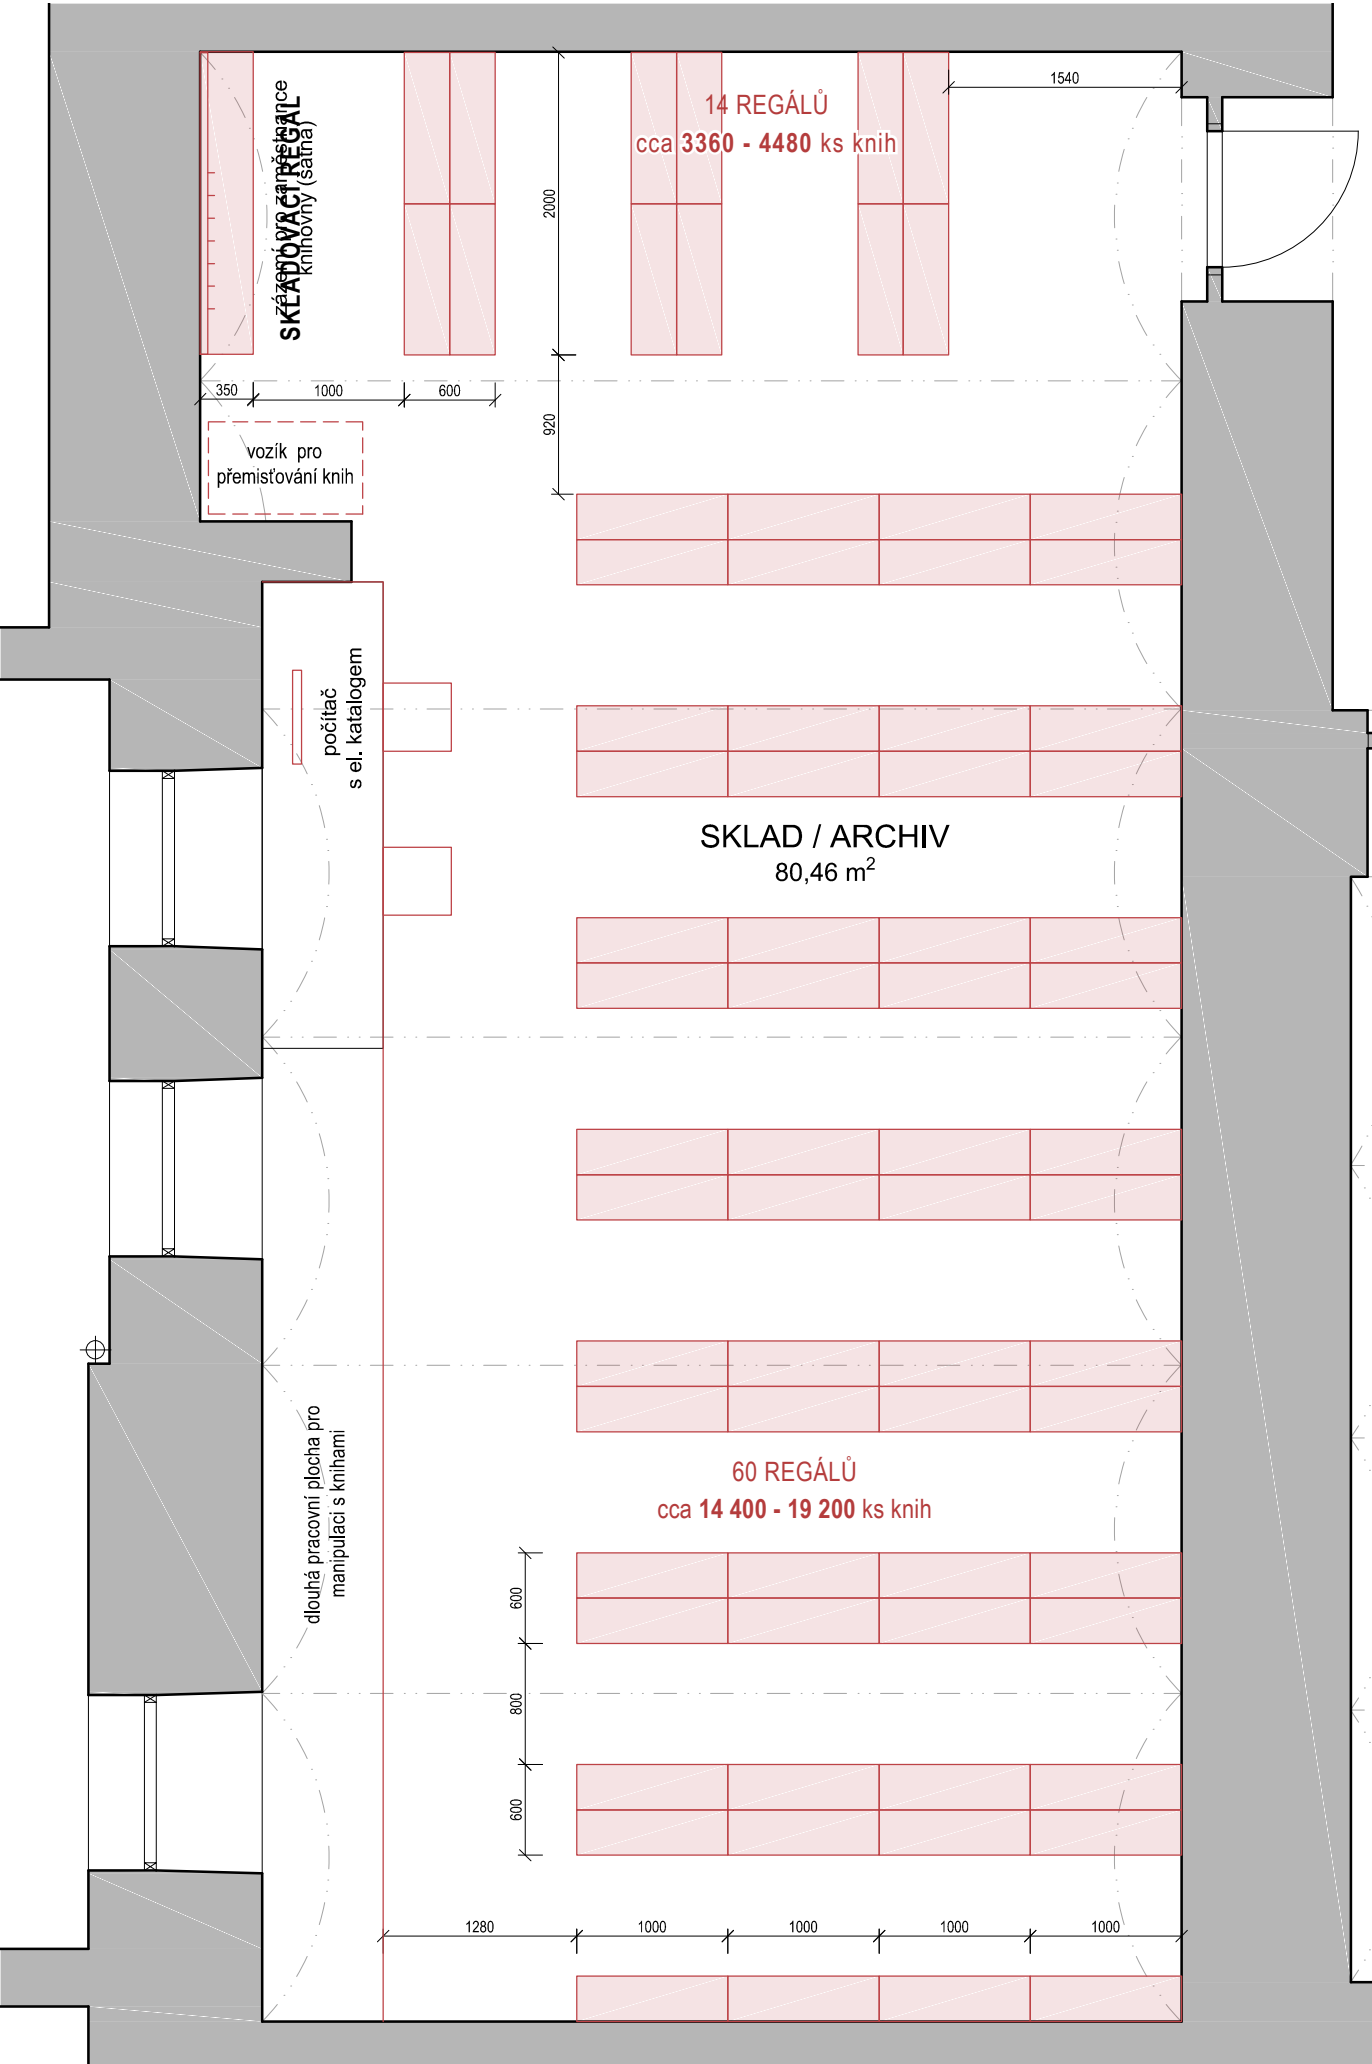 14 REGÁLŮ
cca 3360 - 4480 ks knih
1540
zázemí pro zaměstnance
knihovny (šatna)
SKLADOVACÍ REGÁL
2000
350
1000
600
920
vozík pro
přemisťování knih
počítač
s el. katalogem
SKLAD / ARCHIV
80,46 m²
dlouhá pracovní plocha pro
manipulaci s knihami
60 REGÁLŮ
cca 14 400 - 19 200 ks knih
600
800
600
1280
1000
1000
1000
1000